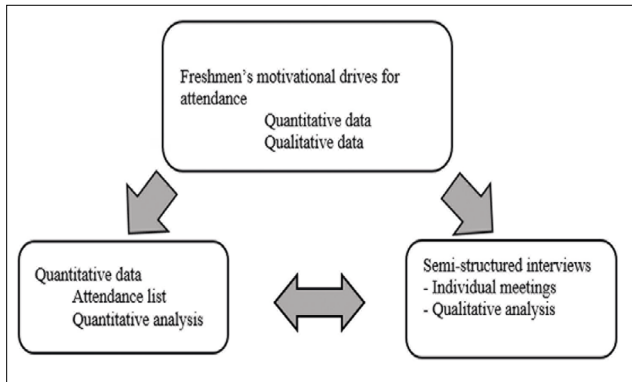 Freshmen's motivational drives for
attendance
Quantitative data
Qualitative data
Quantitative data
Attendance list
Quantitative analysis
Semi-structured interviews
- Individual meetings
- Qualitative analysis